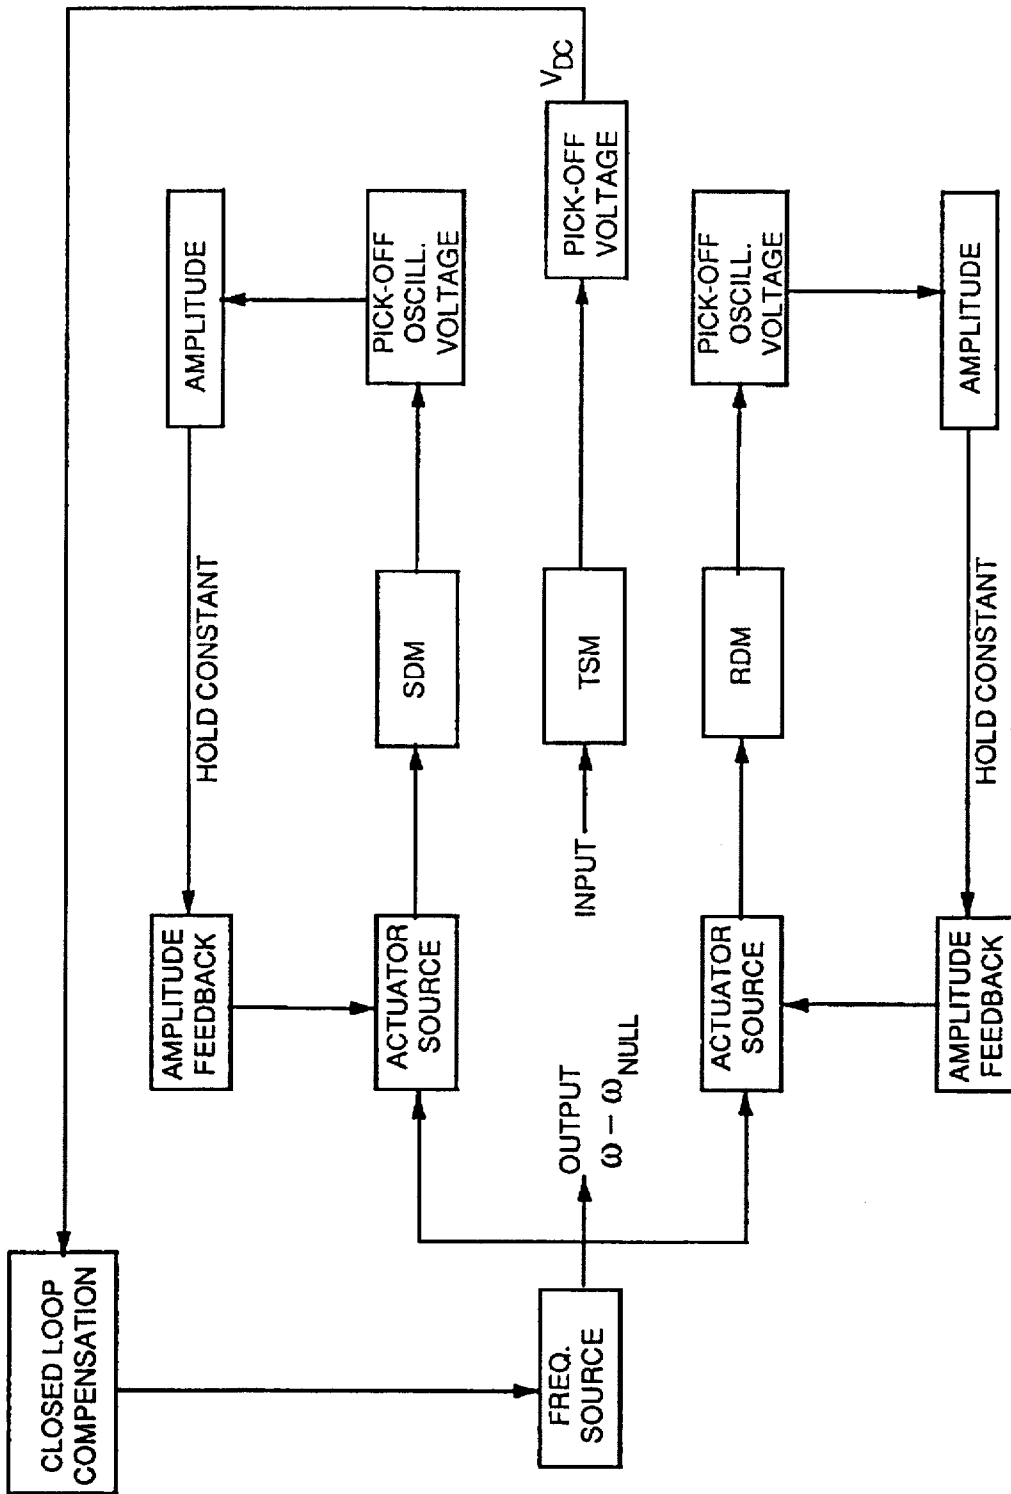 CLOSED LOOP
COMPENSATION
FREQ.
SOURCE
OUTPUT
ω – ω NULL
AMPLITUDE
FEEDBACK
HOLD CONSTANT
AMPLITUDE
ACTUATOR
SOURCE
SDM
PICK-OFF
OSCILL.
VOLTAGE
INPUT
TSM
PICK-OFF
VOLTAGE
VDC
ACTUATOR
SOURCE
RDM
PICK-OFF
OSCILL.
VOLTAGE
AMPLITUDE
FEEDBACK
HOLD CONSTANT
AMPLITUDE